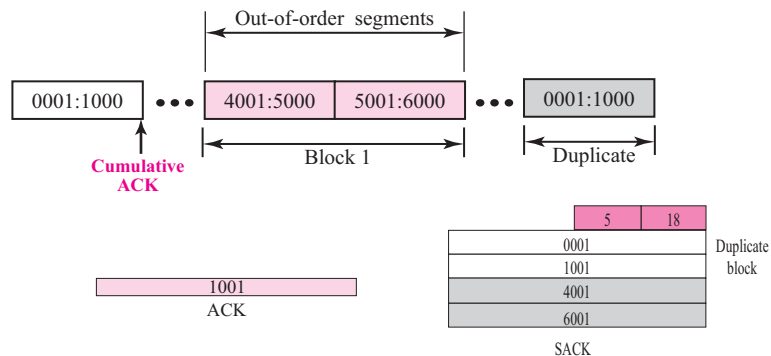 Out-of-order segments
0001:1000 ••• 4001:5000 5001:6000 ••• 0001:1000
Block 1
Duplicate
Cumulative
ACK
5 18
0001
1001
4001
6001
Duplicate
block
SACK
1001
ACK